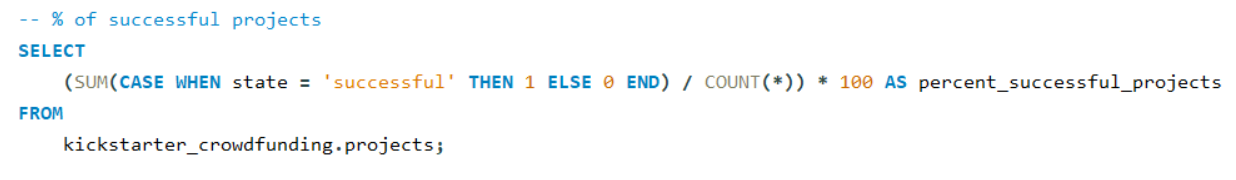 -- % of successful projects
SELECT
    (SUM(CASE WHEN state = 'successful' THEN 1 ELSE 0 END) / COUNT(*)) * 100 AS percent_successful_projects
FROM
    kickstarter_crowdfunding.projects;